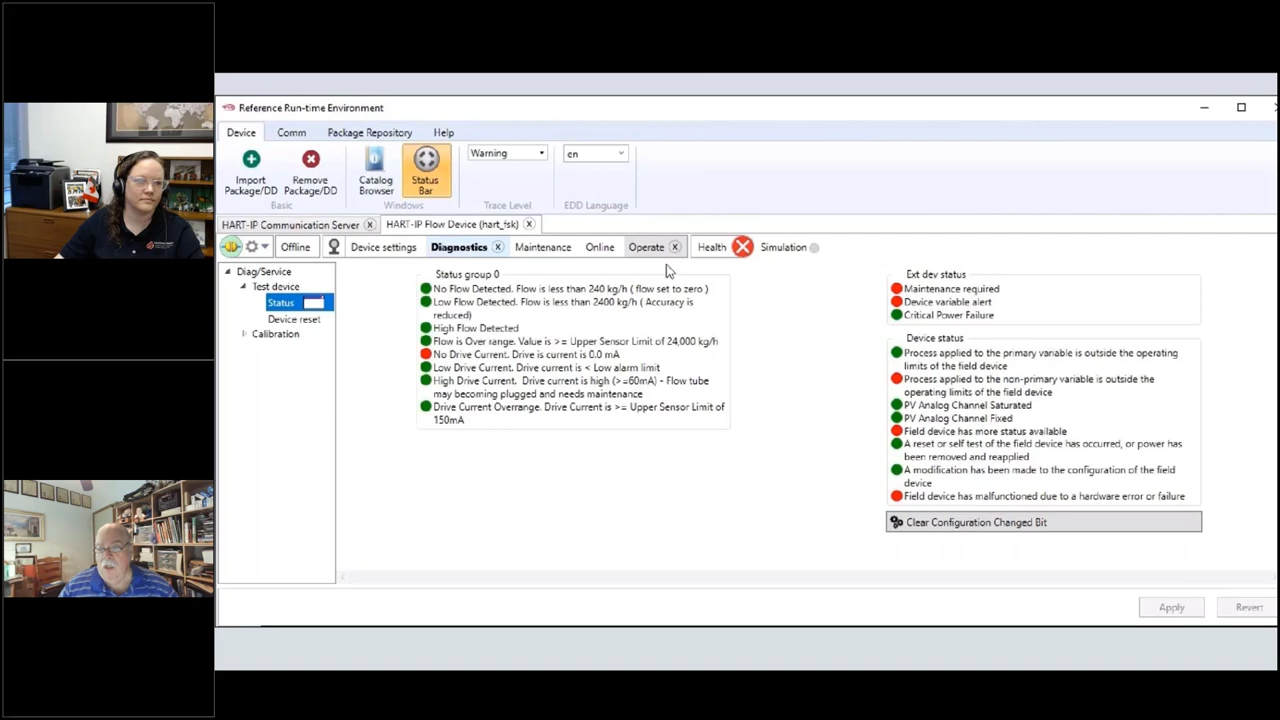 Reference Run-time Environment
Device Comm Package Repository Help
Import Package/DD
Remove Package/DD
Catalog Browser
Status Bar
Warning
en
Basic
Windows
Trace Level
EDD Language
HART-IP Communication Server
HART-IP Flow Device (hart_fsk)
Offline Device settings Diagnostics x Maintenance Online Operate x Health Simulation
Diag/Service
Test device
Status
Device reset
Calibration
Status group 0
No Flow Detected. Flow is less than 240 kg/h ( flow set to zero )
Low Flow Detected. Flow is less than 2400 kg/h ( Accuracy is
reduced)
High Flow Detected
Flow is Over range. Value is >= Upper Sensor Limit of 24,000 kg/h
No Drive Current. Drive is current is 0.0 mA
Low Drive Current. Drive current is < Low alarm limit
High Drive Current. Drive current is high (>=60mA) - Flow tube
may becoming plugged and needs maintenance
Drive Current Overrange. Drive Current is >= Upper Sensor Limit of
150mA
Ext dev status
Maintenance required
Device variable alert
Critical Power Failure
Device status
Process applied to the primary variable is outside the operating
limits of the field device
Process applied to the non-primary variable is outside the
operating limits of the field device
PV Analog Channel Saturated
PV Analog Channel Fixed
Field device has more status available
A reset or self test of the field device has occurred, or power has
been removed and reapplied
A modification has been made to the configuration of the field
device
Field device has malfunctioned due to a hardware error or failure
Clear Configuration Changed Bit
Apply
Revert